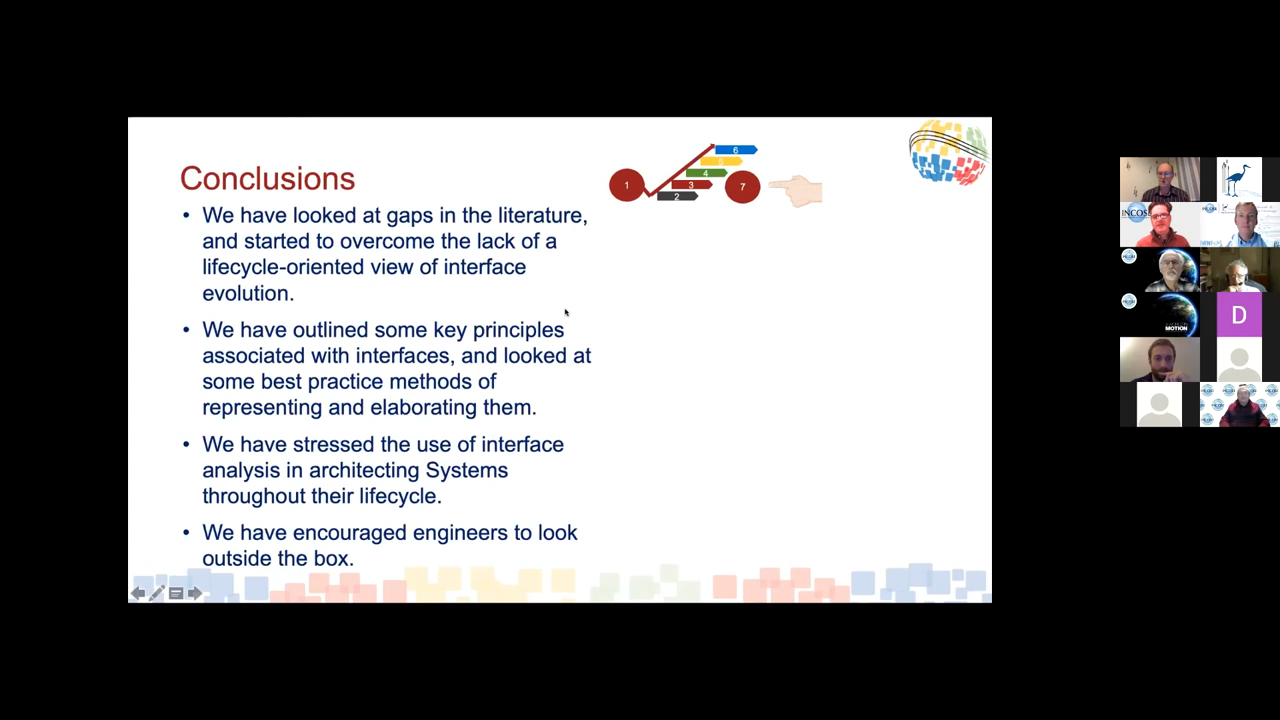 Conclusions
• We have looked at gaps in the literature,
and started to overcome the lack of a
lifecycle-oriented view of interface
evolution.
• We have outlined some key principles
associated with interfaces, and looked at
some best practice methods of
representing and elaborating them.
• We have stressed the use of interface
analysis in architecting Systems
throughout their lifecycle.
• We have encouraged engineers to look
outside the box.
1
6
5
4
3
2
7
INCOSE
D
MOTION